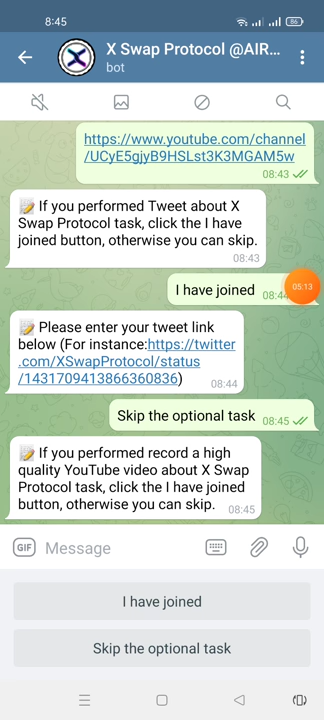 8:45
86
X Swap Protocol @AIR...
bot
https://www.youtube.com/channel
/UCyE5gjyB9HSLst3K3MGAM5w
08:43
📝 If you performed Tweet about X
Swap Protocol task, click the I have
joined button, otherwise you can skip.
08:43
I have joined
08:44
05:13
📝 Please enter your tweet link
below (For instance:https://twitter
.com/XSwapProtocol/status
/1431709413866360836)
08:44
Skip the optional task
08:45
📝 If you performed record a high
quality YouTube video about X Swap
Protocol task, click the I have joined
button, otherwise you can skip.
08:45
GIF
Message
I have joined
Skip the optional task